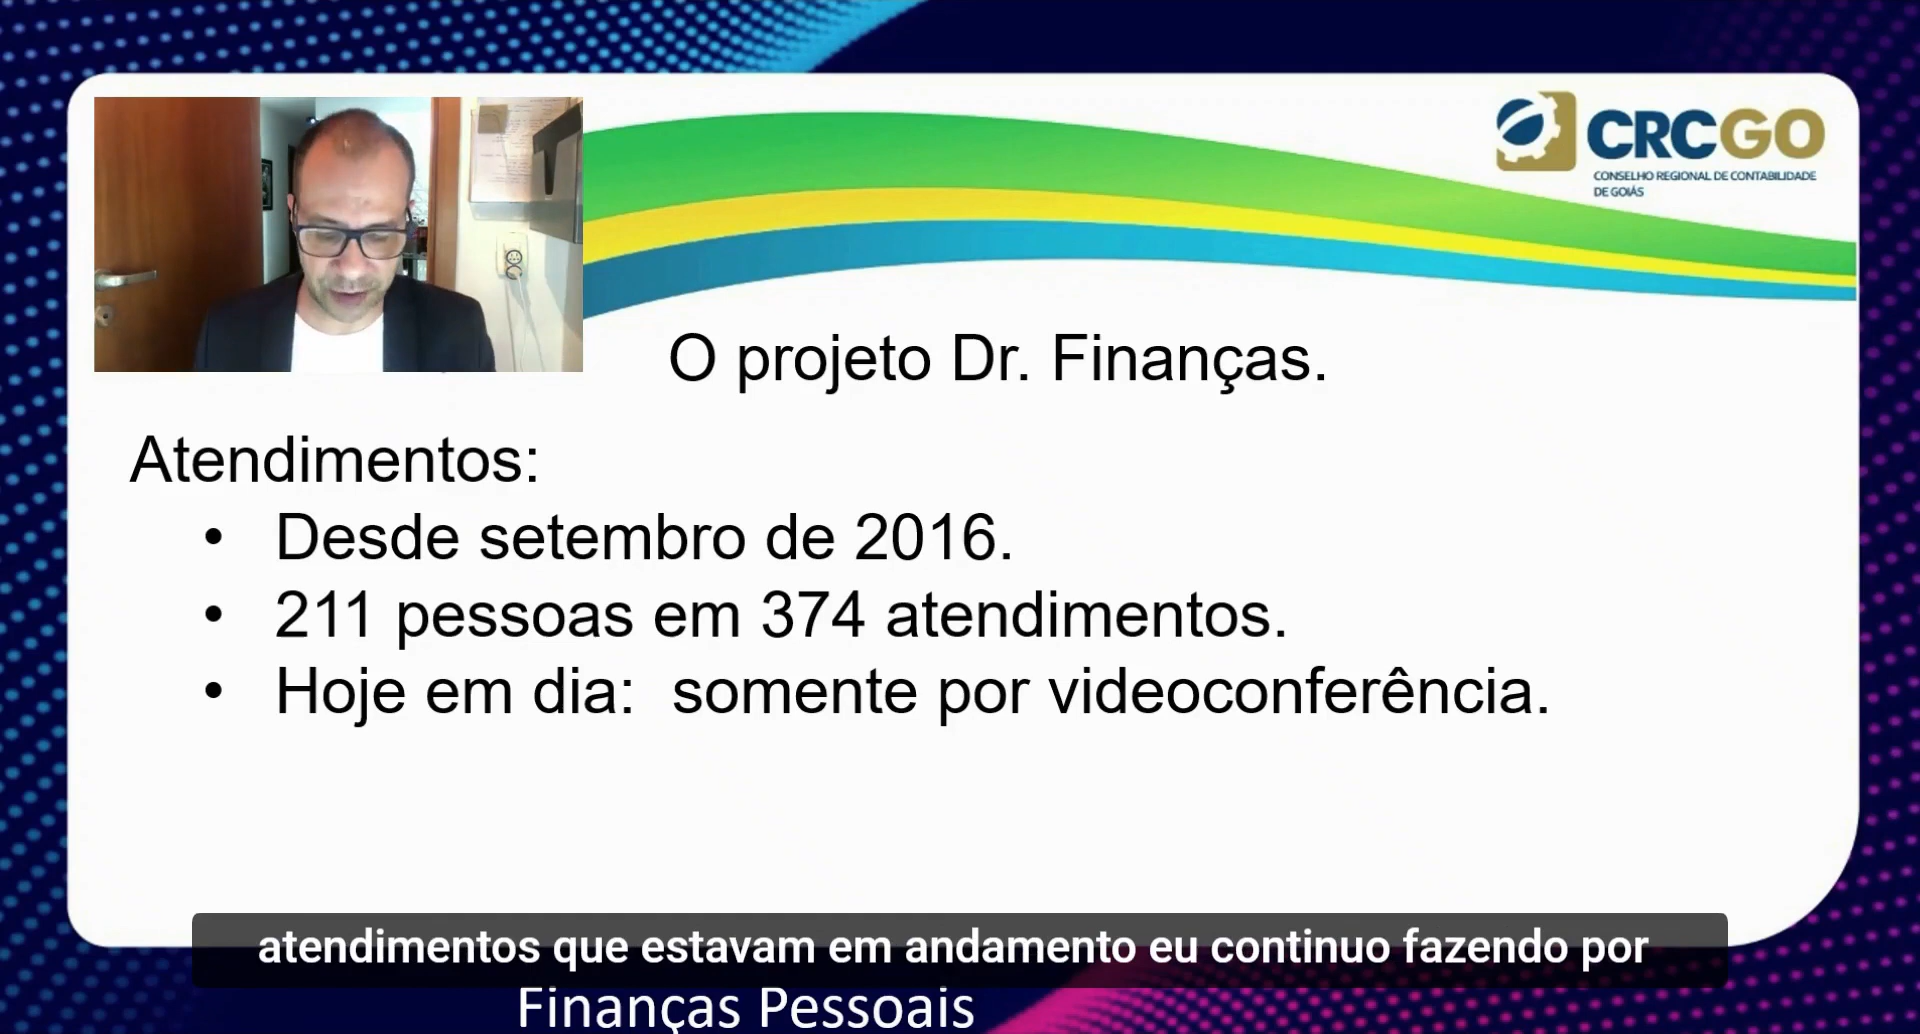 CRCGO
CONSELHO REGIONAL DE CONTABILIDADE
DE GOIÁS
O projeto Dr. Finanças.
Atendimentos:
• Desde setembro de 2016.
• 211 pessoas em 374 atendimentos.
• Hoje em dia: somente por videoconferência.
atendimentos que estavam em andamento eu continuo fazendo por
Finanças Pessoais